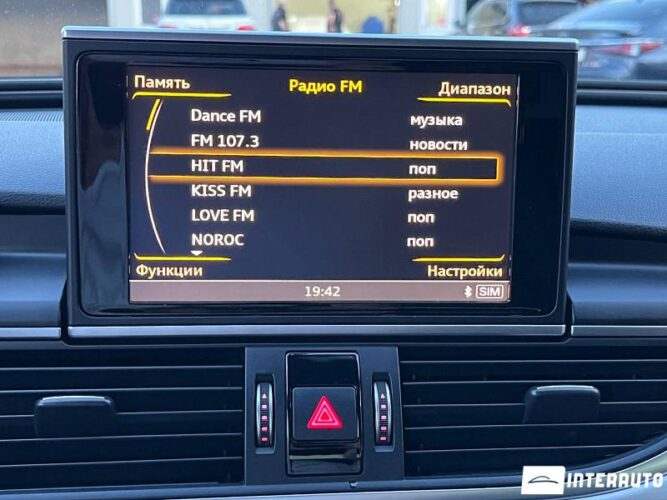 Память Радио FM Диапазон
Dance FM музыка
FM 107.3 новости
HIT FM поп
KISS FM разное
LOVE FM поп
NOROC поп
Функции Настройки
19:42 SIM
INTERAUTO